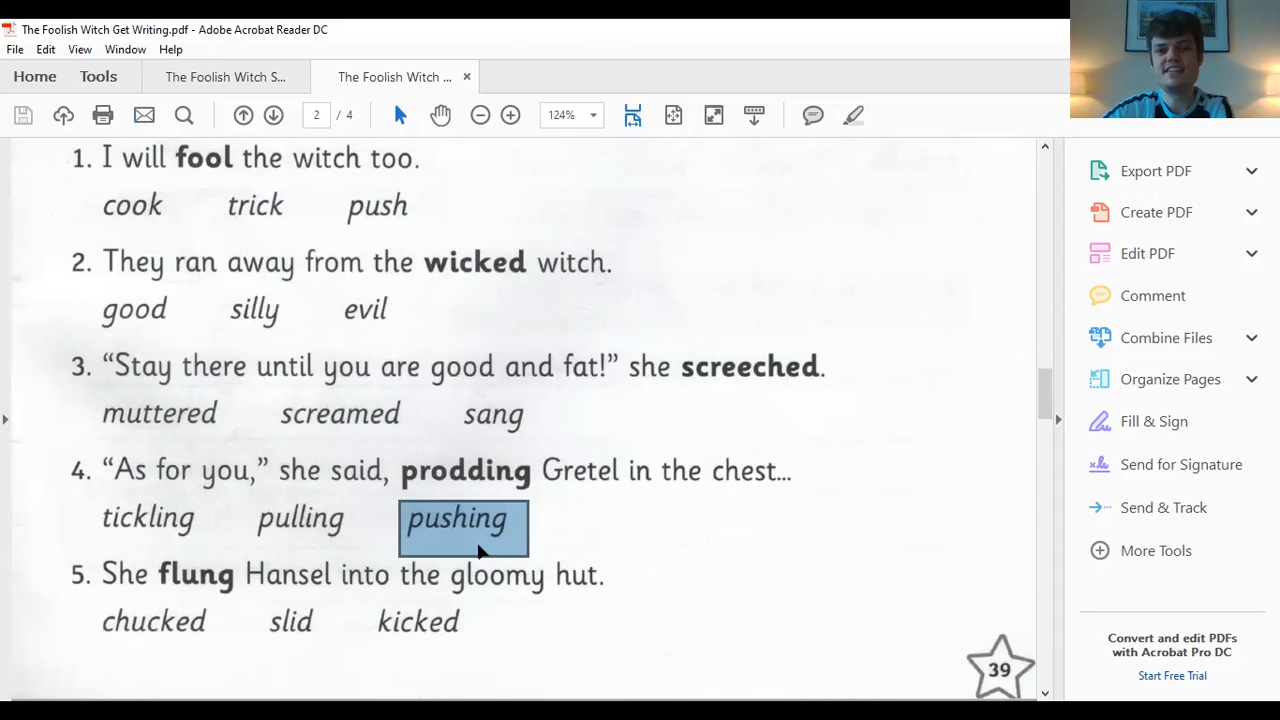 The Foolish Witch Get Writing.pdf - Adobe Acrobat Reader DC
File Edit View Window Help
Home Tools The Foolish Witch S... The Foolish Witch ... ×
2 / 4 124%
1. I will fool the witch too.
cook trick push
2. They ran away from the wicked witch.
good silly evil
3. “Stay there until you are good and fat!” she screeched.
muttered screamed sang
4. “As for you,” she said, prodding Gretel in the chest...
tickling pulling pushing
5. She flung Hansel into the gloomy hut.
chucked slid kicked
39
Export PDF
Create PDF
Edit PDF
Comment
Combine Files
Organize Pages
Fill & Sign
Send for Signature
Send & Track
More Tools
Convert and edit PDFs
with Acrobat Pro DC
Start Free Trial